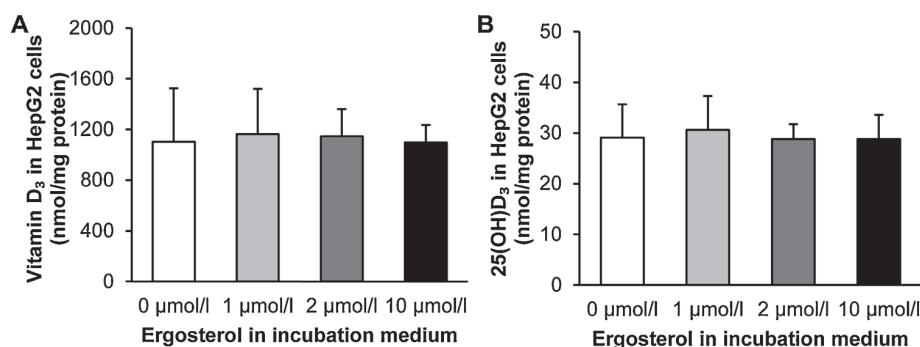 A
Vitamin D₃ in HepG2 cells
(nmol/mg protein)
2000
1600
1200
800
400
0
0 µmol/l 1 µmol/l 2 µmol/l 10 µmol/l
Ergosterol in incubation medium
B
25(OH)D₃ in HepG2 cells
(nmol/mg protein)
50
40
30
20
10
0
0 µmol/l 1 µmol/l 2 µmol/l 10 µmol/l
Ergosterol in incubation medium